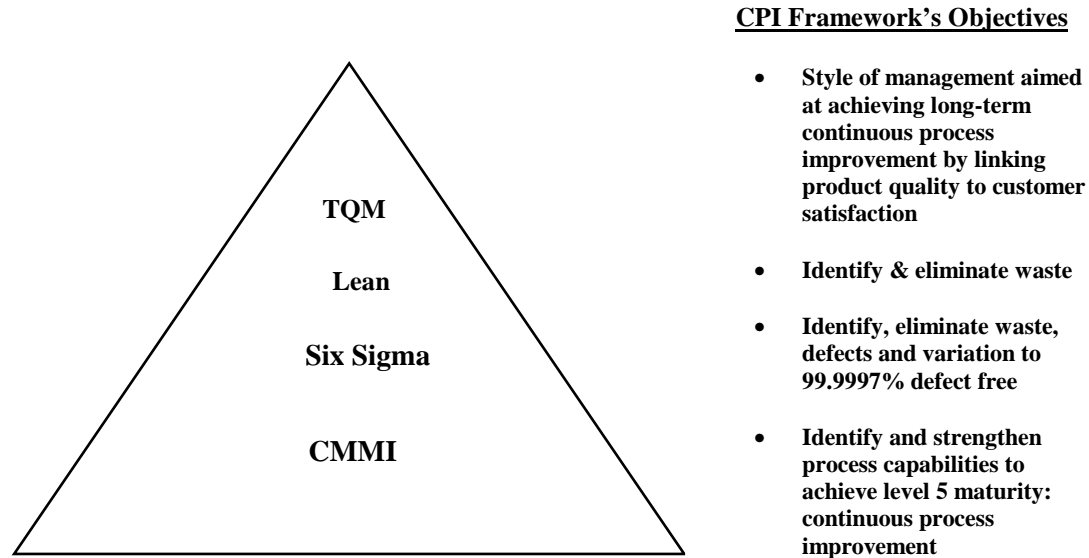 CPI Framework's Objectives
TQM
Lean
Six Sigma
CMMI
• Style of management aimed
at achieving long-term
continuous process
improvement by linking
product quality to customer
satisfaction
• Identify & eliminate waste
• Identify, eliminate waste,
defects and variation to
99.9997% defect free
• Identify and strengthen
process capabilities to
achieve level 5 maturity:
continuous process
improvement